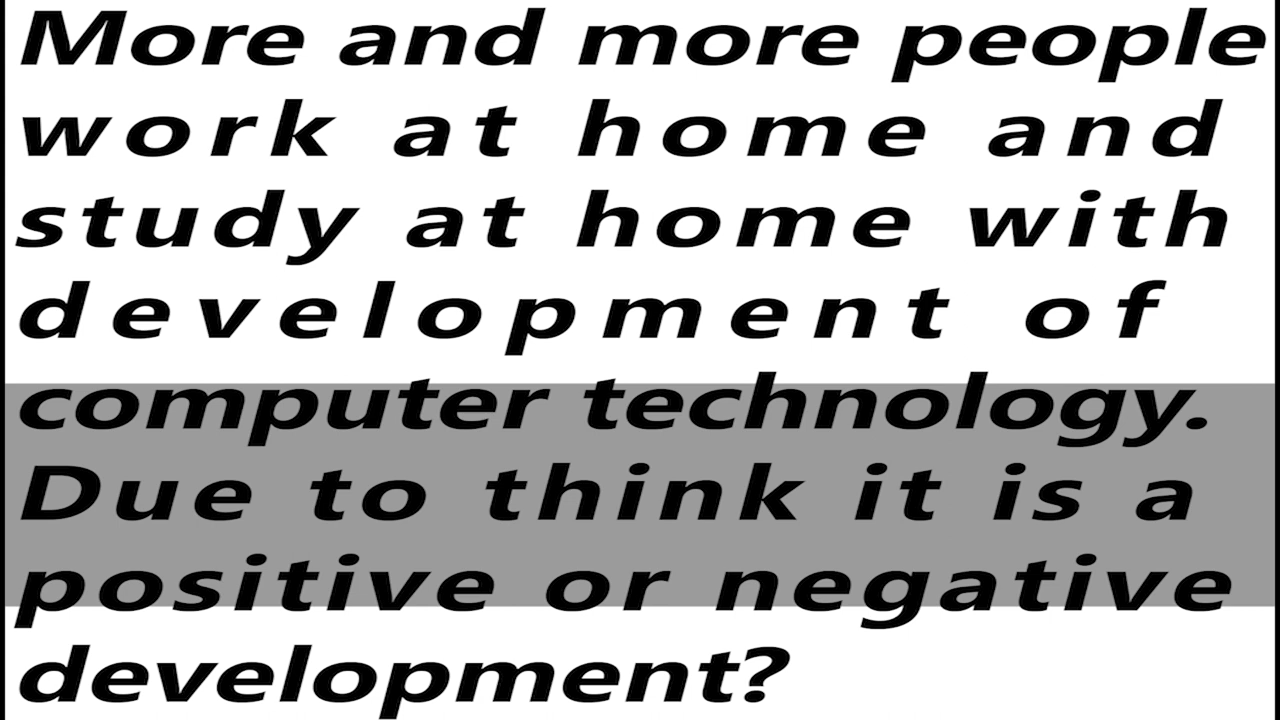 More and more people
work at home and
study at home with
development of
computer technology.
Due to think it is a
positive or negative
development?